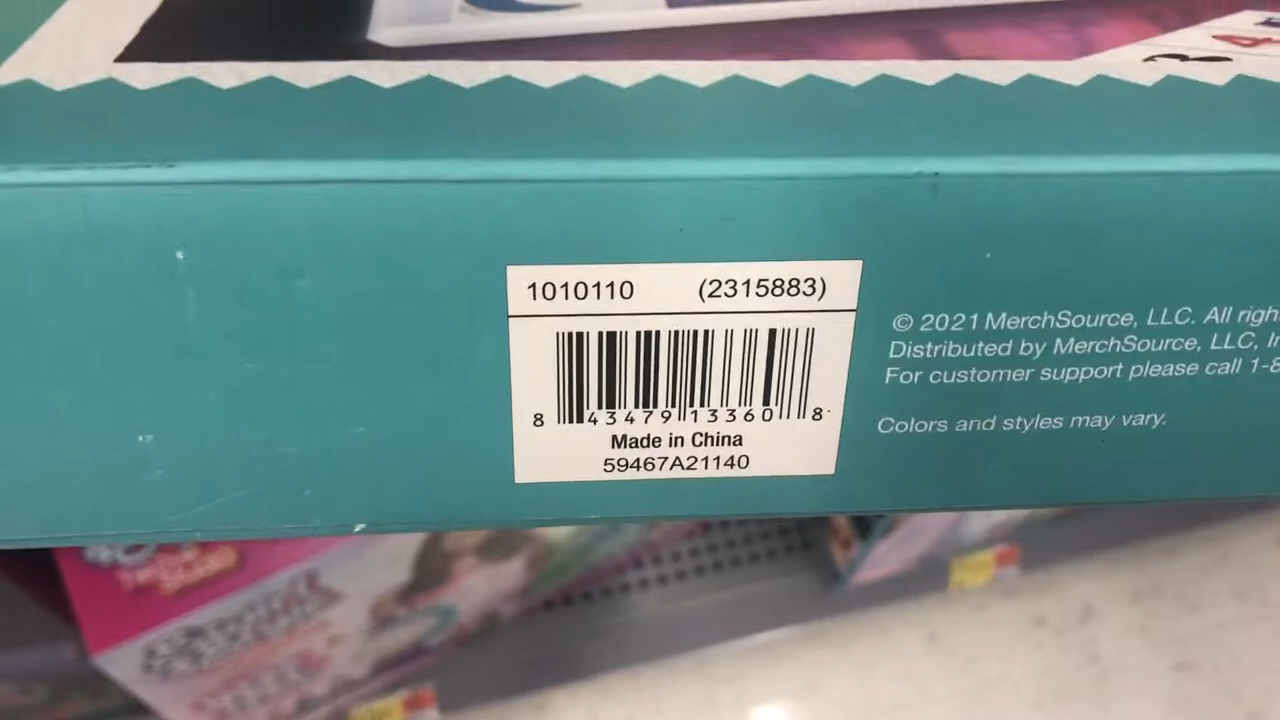 1010110 (2315883)
8 43479 13360 8
Made in China
59467A21140
© 2021 MerchSource, LLC. All righ
Distributed by MerchSource, LLC, Ir
For customer support please call 1-8
Colors and styles may vary.